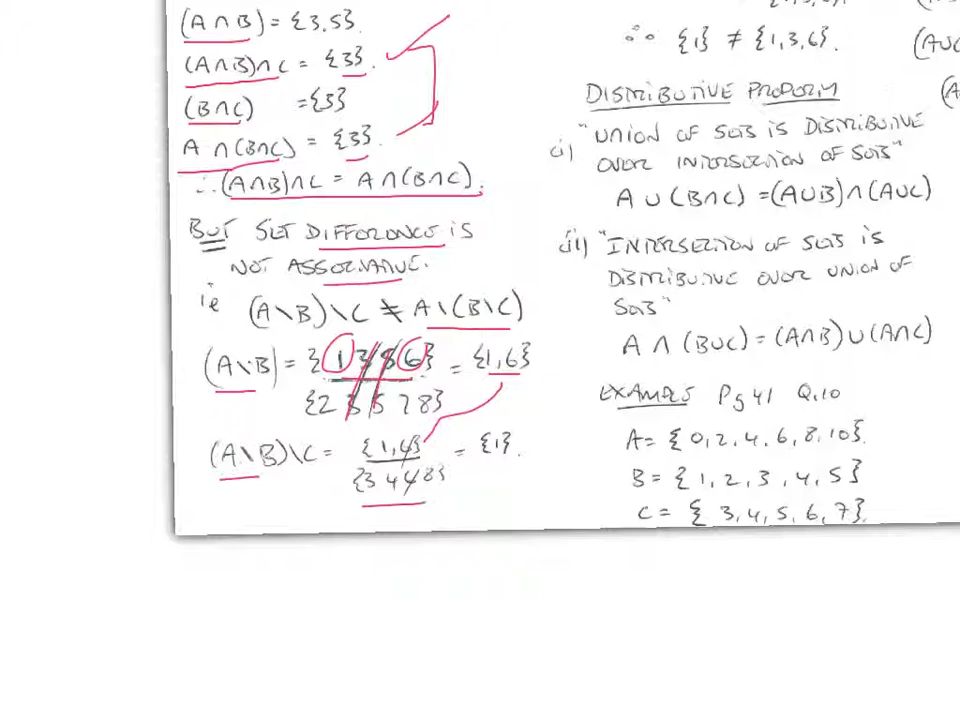 (A∩B) = {3,5}.
(A∩B)∩C = {3}.
(B∩C) = {3}
A ∩(B∩C) = {3}.
∴ (A∩B)∩C = A∩(B∩C).
BUT SET DIFFERENCE IS
NOT ASSOCIATIVE.
ie (A\B)\C ≠ A\(B\C)
(A\B) = {1 3 5 6} = {1,6}
{2 3 5 7 8}
(A\B)\C = {1,6} = {1}.
{3 4 6 8}
∴ {1} ≠ {1,3,6}.
DISTRIBUTIVE PROPERTY
i) "UNION OF SETS IS DISTRIBUTIVE
OVER INTERSECTION OF SETS"
A ∪ (B∩C) = (A∪B)∩(A∪C)
ii) "INTERSECTION OF SETS IS
DISTRIBUTIVE OVER UNION OF
SETS"
A ∩ (B∪C) = (A∩B)∪(A∩C)
EXAMPLES Pg 41 Q.10
A = {0,2,4,6,8,10}.
B = {1,2,3,4,5}
C = {3,4,5,6,7}.